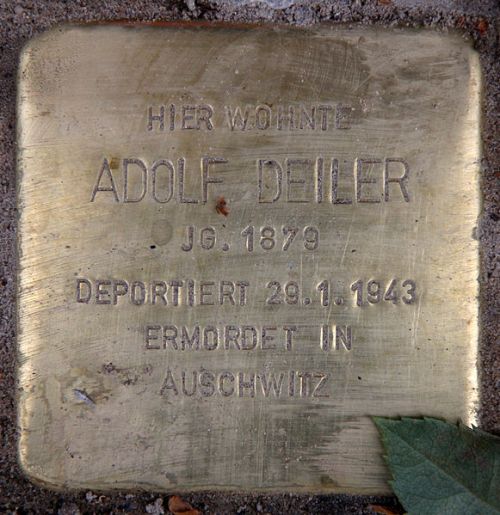 HIER WOHNTE
ADOLF DEILER
JG. 1879
DEPORTIERT 29.1.1943
ERMORDET IN
AUSCHWITZ